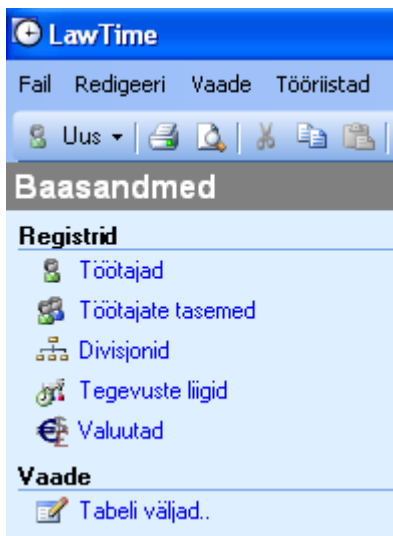 LawTime
Fail Redigeeri Vaade Tööriistad
Uus
Baasandmed
Registrid
Töötajad
Töötajate tasemed
Divisjonid
Tegevuste liigid
Valuutad
Vaade
Tabeli väljad..